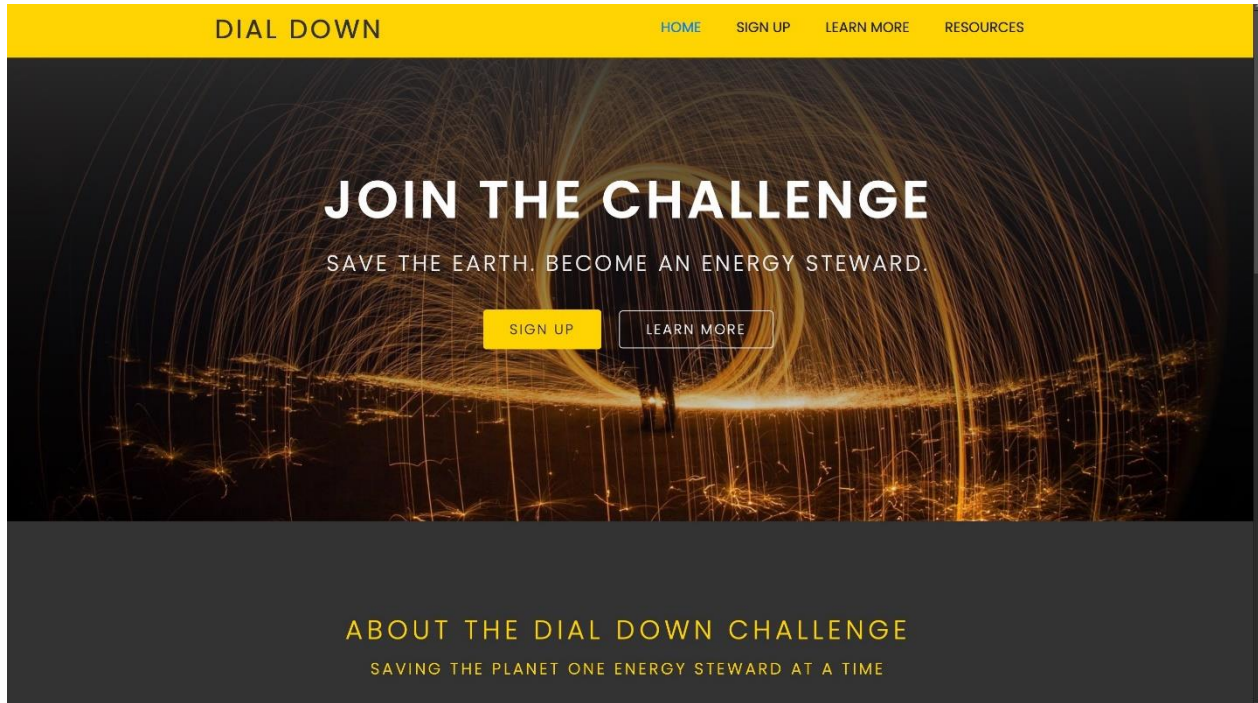 DIAL DOWN
HOME SIGN UP LEARN MORE RESOURCES
JOIN THE CHALLENGE
SAVE THE EARTH. BECOME AN ENERGY STEWARD.
SIGN UP LEARN MORE
ABOUT THE DIAL DOWN CHALLENGE
SAVING THE PLANET ONE ENERGY STEWARD AT A TIME